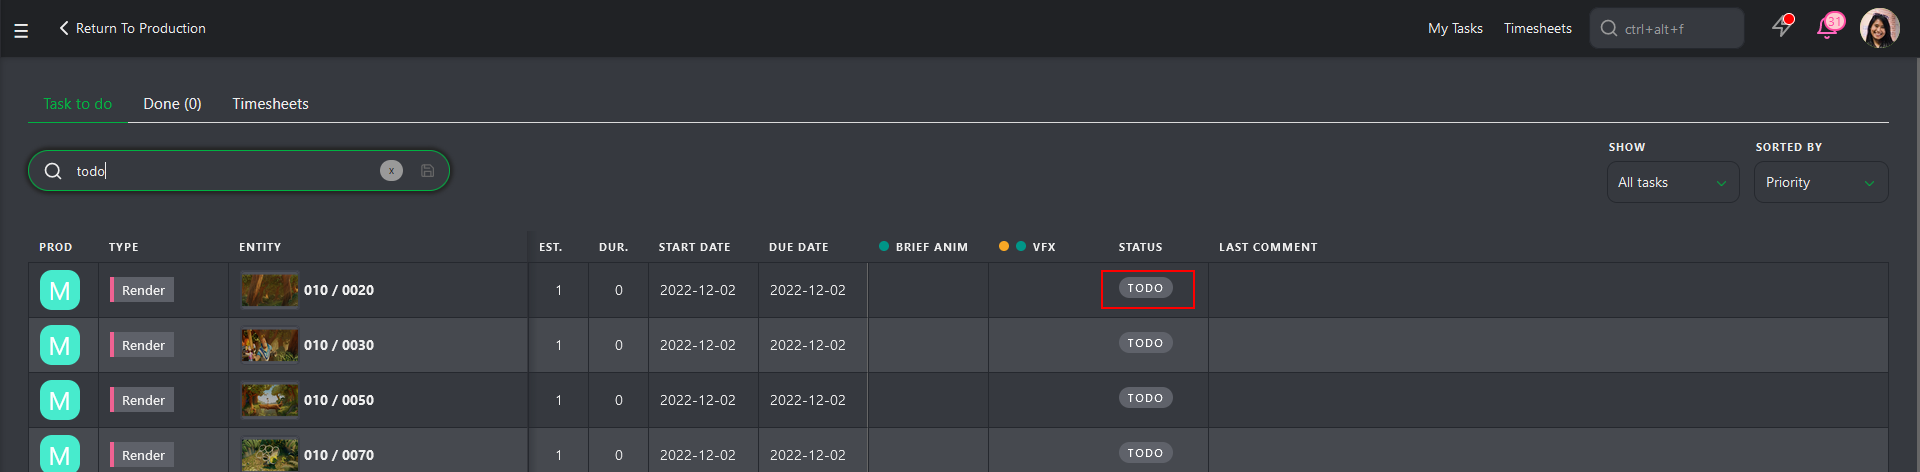 Return To Production
My Tasks Timesheets ctrl+alt+f 31
Task to do Done (0) Timesheets
SHOW SORTED BY
todo x All tasks Priority
PROD TYPE ENTITY EST. DUR. START DATE DUE DATE BRIEF ANIM VFX STATUS LAST COMMENT
M Render 010 / 0020 1 0 2022-12-02 2022-12-02 TODO
M Render 010 / 0030 1 0 2022-12-02 2022-12-02 TODO
M Render 010 / 0050 1 0 2022-12-02 2022-12-02 TODO
M Render 010 / 0070 1 0 2022-12-02 2022-12-02 TODO